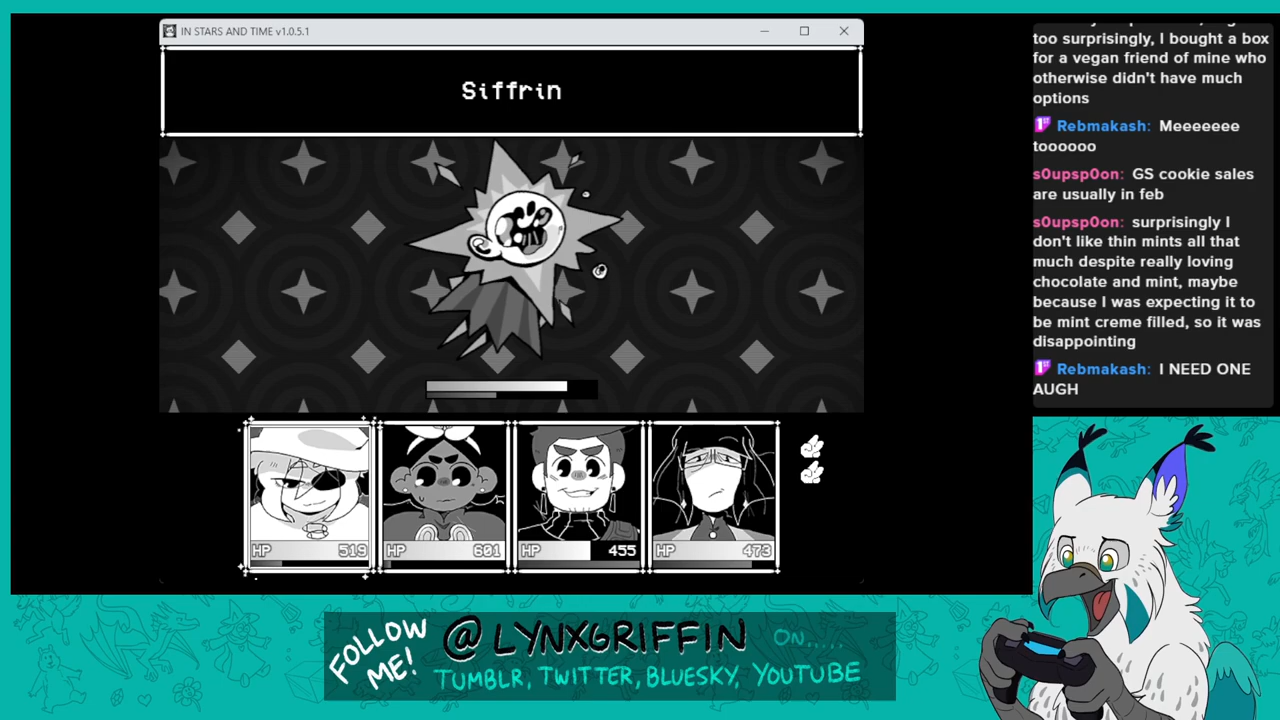 IN STARS AND TIME v1.0.5.1
Siffrin
HP 519
HP 601
HP 455
HP 473
too surprisingly, I bought a box
for a vegan friend of mine who
otherwise didn't have much
options
Rebmakash: Meeeeeee
toooooo
s0upsp0on: GS cookie sales
are usually in feb
s0upsp0on: surprisingly I
don't like thin mints all that
much despite really loving
chocolate and mint, maybe
because I was expecting it to
be mint creme filled, so it was
disappointing
Rebmakash: I NEED ONE
AUGH
FOLLOW
ME!
@LYNXGRIFFIN ON.....
TUMBLR, TWITTER, BLUESKY, YOUTUBE